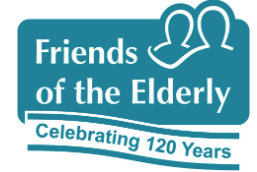 Friends
of the Elderly
Celebrating 120 Years